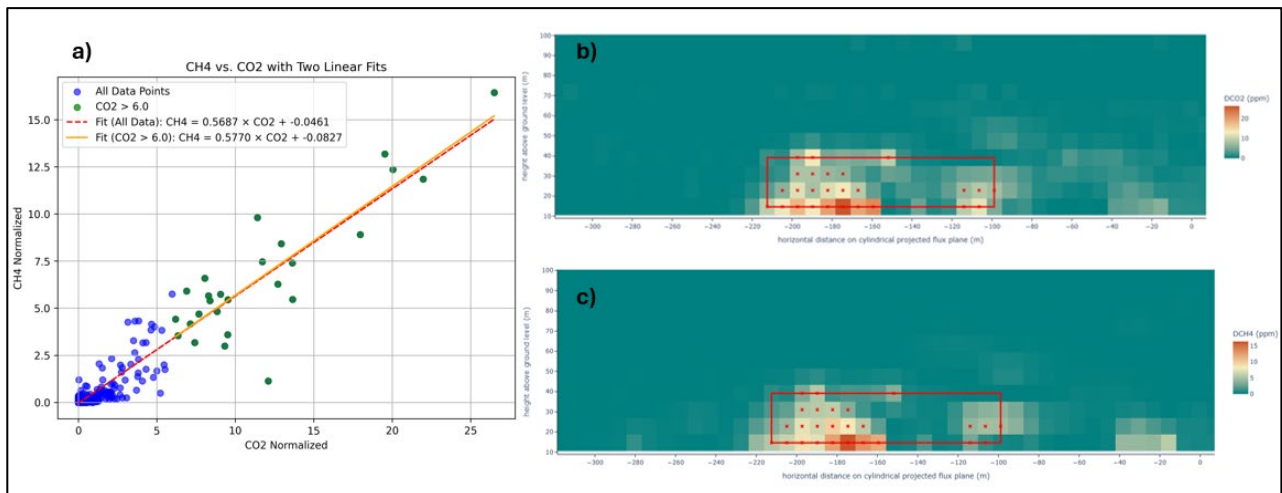 a)
CH4 vs. CO2 with Two Linear Fits
All Data Points
CO2 > 6.0
Fit (All Data): CH4 = 0.5687 × CO2 + -0.0461
Fit (CO2 > 6.0): CH4 = 0.5770 × CO2 + -0.0827
CH4 Normalized
15.0
12.5
10.0
7.5
5.0
2.5
0.0
0 5 10 15 20 25
CO2 Normalized
b)
height above ground level (m)
100
90
80
70
60
50
40
30
20
10
−300 −280 −260 −240 −220 −200 −180 −160 −140 −120 −100 −80 −60 −40 −20 0
horizontal distance on cylindrical projected flux plane (m)
DCO2 (ppm)
20
10
0
c)
height above ground level (m)
100
90
80
70
60
50
40
30
20
10
−300 −280 −260 −240 −220 −200 −180 −160 −140 −120 −100 −80 −60 −40 −20 0
horizontal distance on cylindrical projected flux plane (m)
DCH4 (ppm)
15
10
5
0